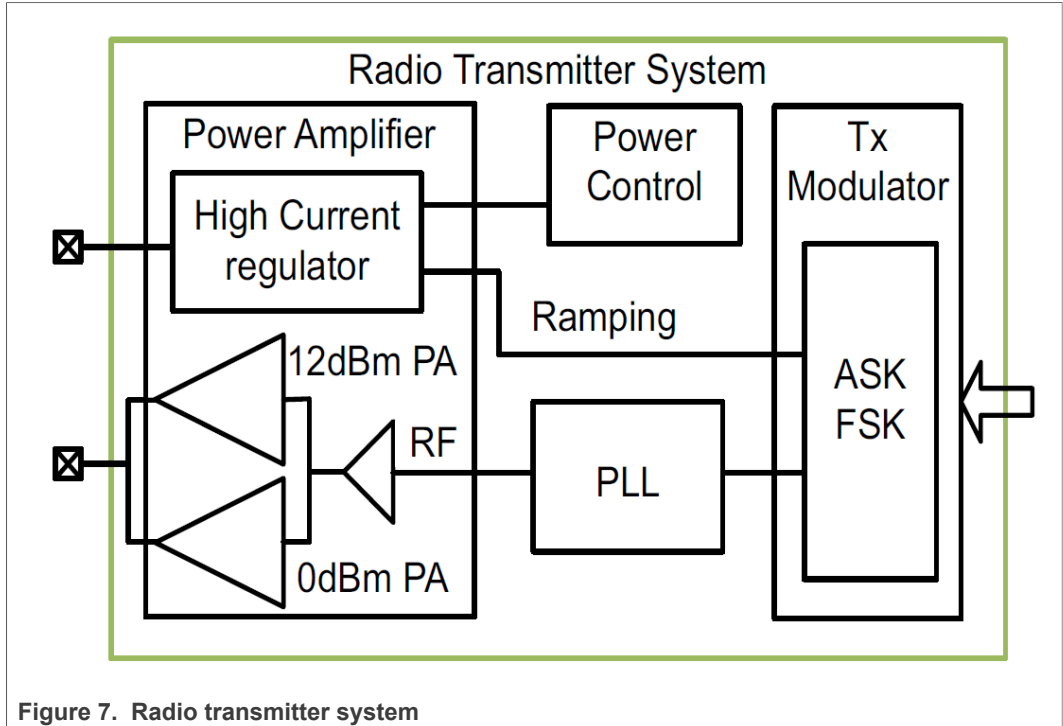 Radio Transmitter System
Power Amplifier
High Current
regulator
Power
Control
Tx
Modulator
Ramping
12dBm PA
RF
PLL
ASK
FSK
0dBm PA
Figure 7. Radio transmitter system